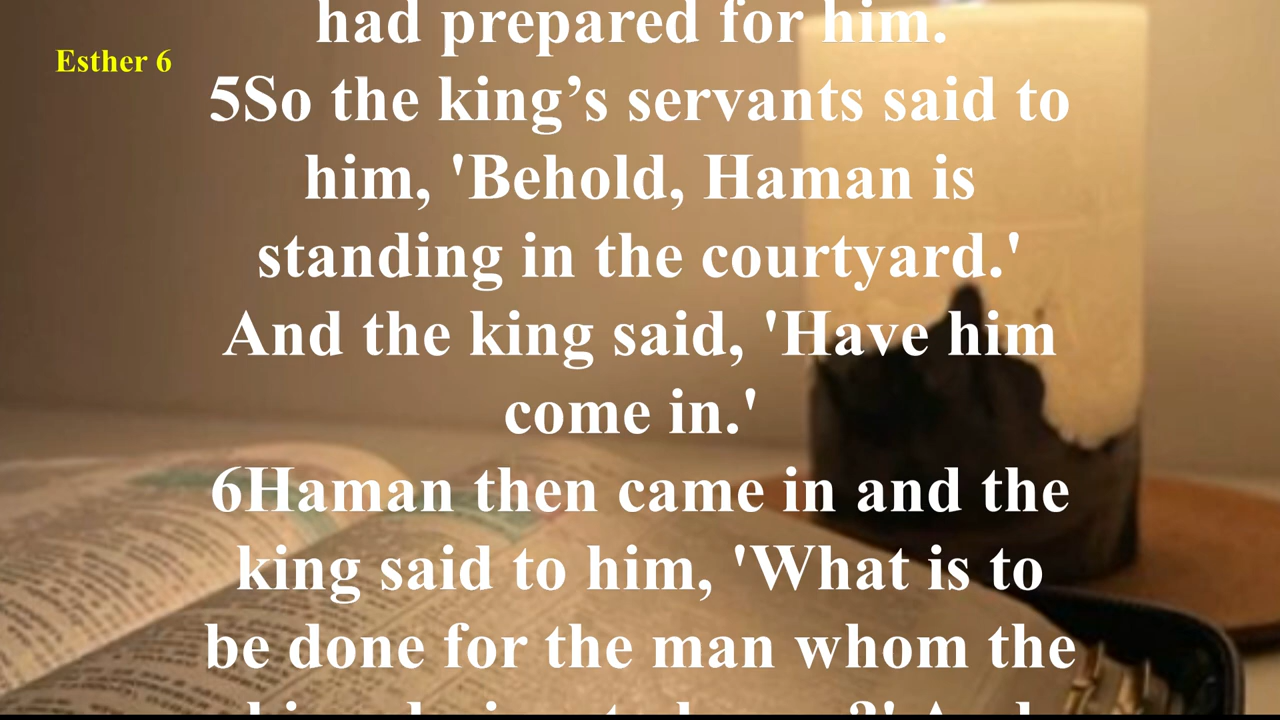 had prepared for him.
Esther 6
5So the king’s servants said to
him, 'Behold, Haman is
standing in the courtyard.'
And the king said, 'Have him
come in.'
6Haman then came in and the
king said to him, 'What is to
be done for the man whom the